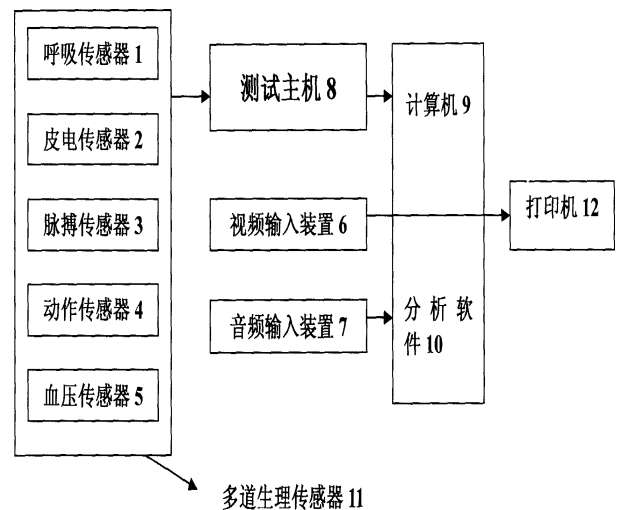 呼吸传感器 1
皮电传感器 2
脉搏传感器 3
动作传感器 4
血压传感器 5
多道生理传感器 11
测试主机 8
视频输入装置 6
音频输入装置 7
计算机 9
分析软
件 10
打印机 12